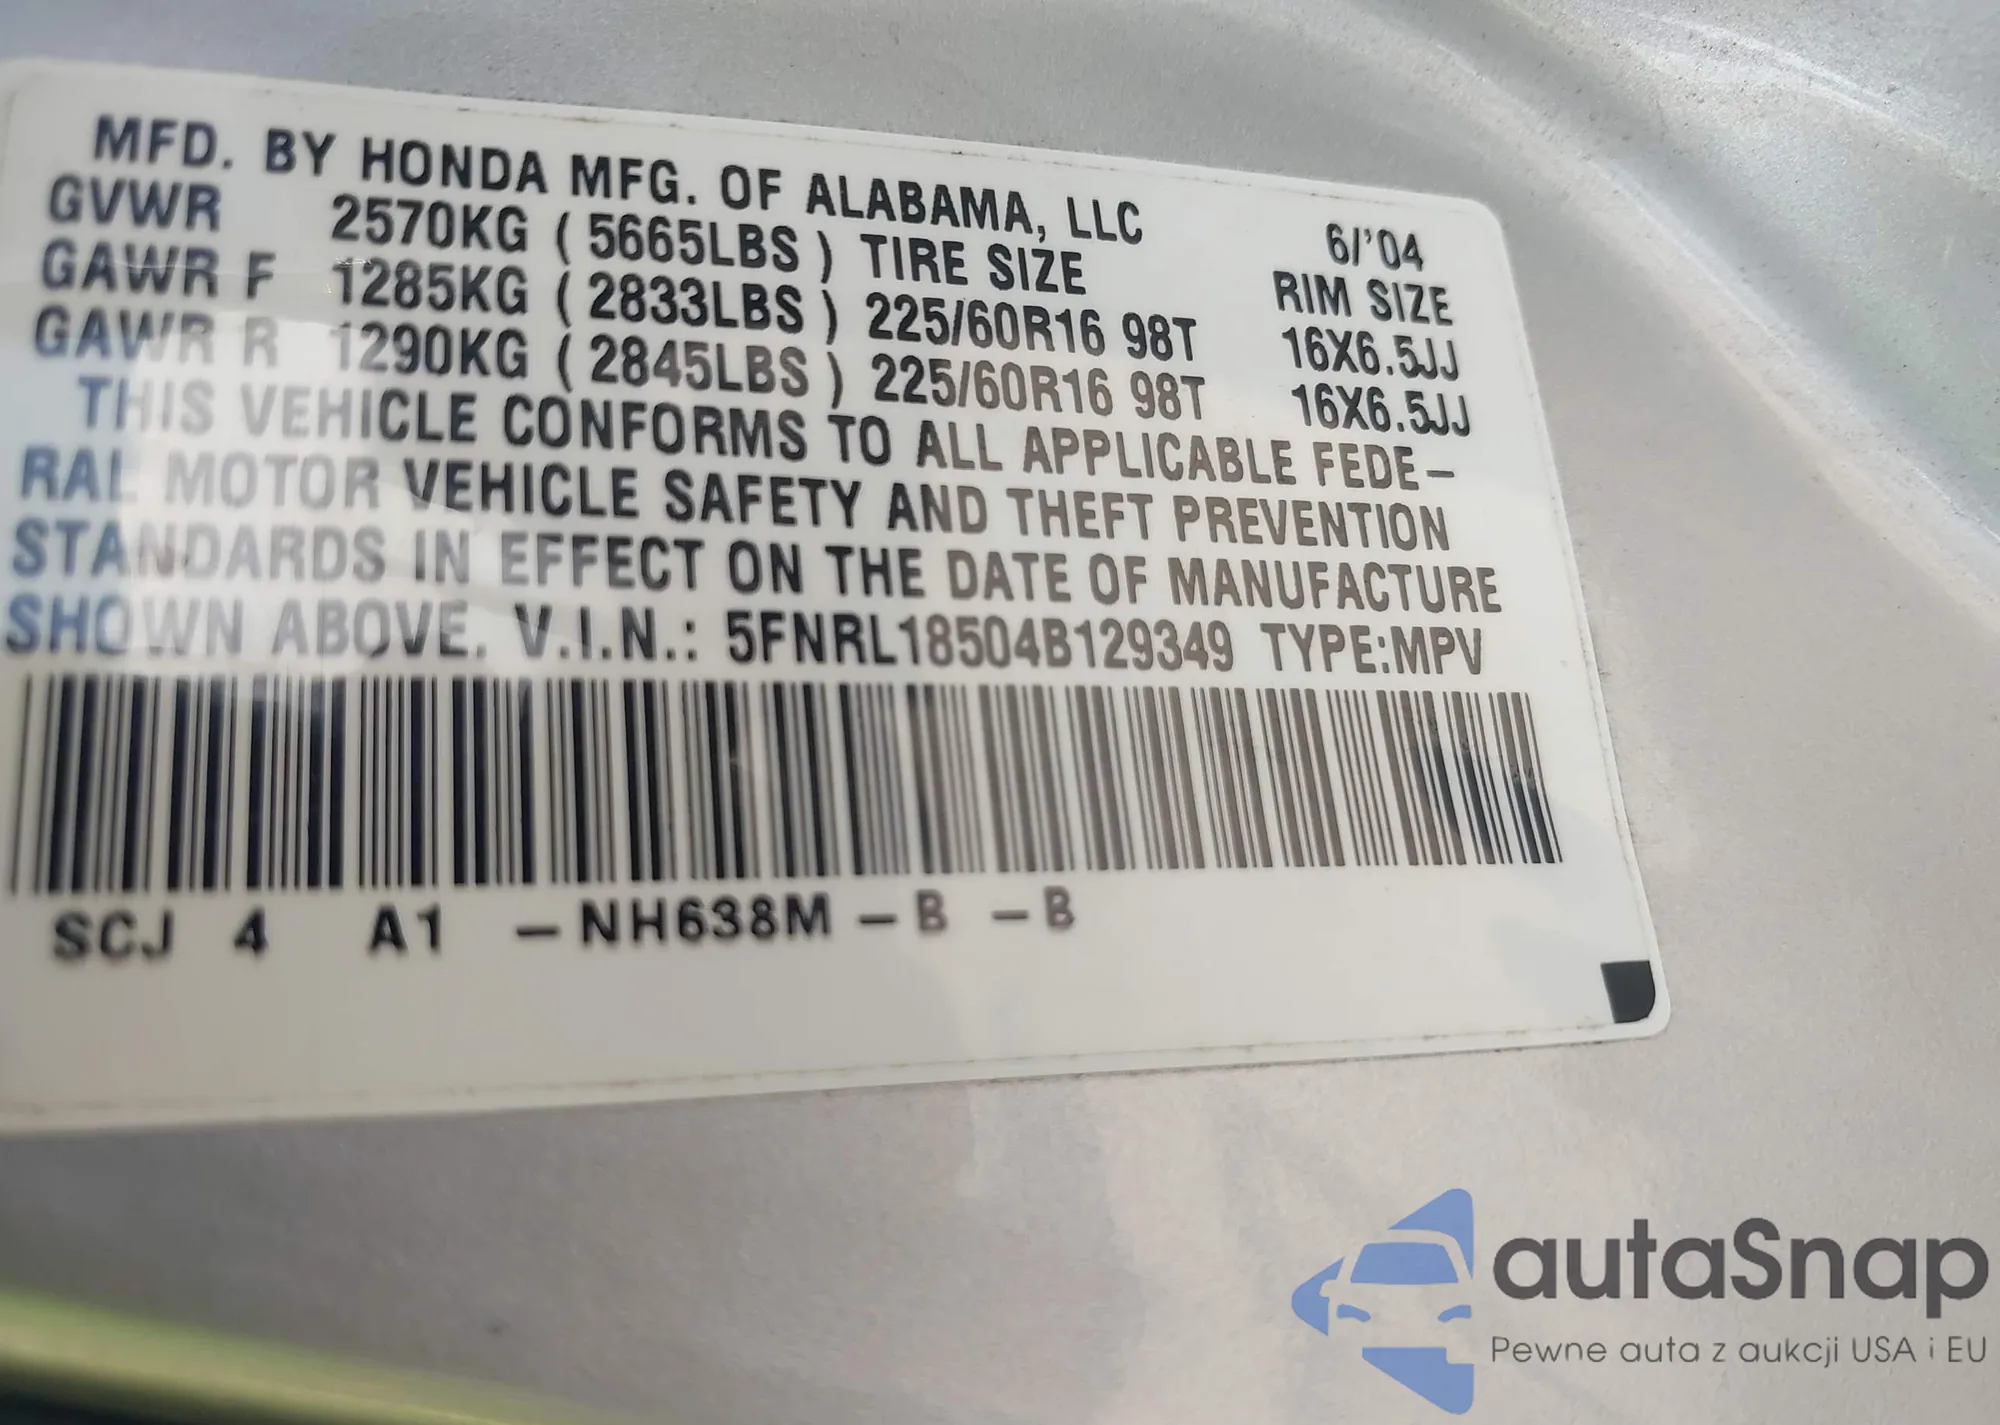 MFD. BY HONDA MFG. OF ALABAMA, LLC 6/'04
GVWR 2570KG ( 5665LBS ) TIRE SIZE RIM SIZE
GAWR F 1285KG ( 2833LBS ) 225/60R16 98T 16X6.5JJ
GAWR R 1290KG ( 2845LBS ) 225/60R16 98T 16X6.5JJ
THIS VEHICLE CONFORMS TO ALL APPLICABLE FEDE-
RAL MOTOR VEHICLE SAFETY AND THEFT PREVENTION
STANDARDS IN EFFECT ON THE DATE OF MANUFACTURE
SHOWN ABOVE. V.I.N.: 5FNRL18504B129349 TYPE:MPV
SCJ 4 A1 -NH638M -B -B
autaSnap
Pewne auta z aukcji USA i EU